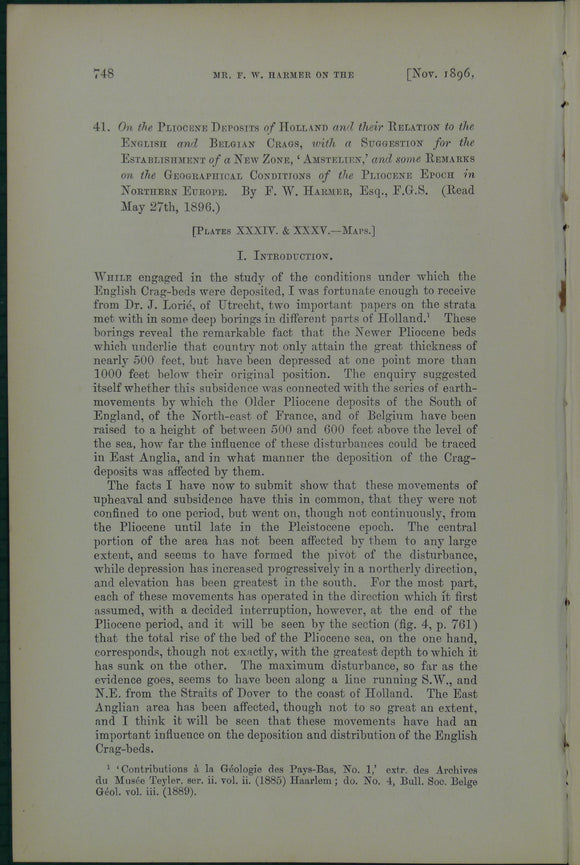 748 MR. F. W. HARMER ON THE [Nov. 1896,
41. On the PLIOCENE DEPOSITS of HOLLAND and their RELATION to the
ENGLISH and BELGIAN CRAGS, with a SUGGESTION for the
ESTABLISHMENT of a NEW ZONE, ‘ AMSTELIEN,’ and some REMARKS
on the GEOGRAPHICAL CONDITIONS of the PLIOCENE EPOCH in
NORTHERN EUROPE. By F. W. HARMER, Esq., F.G.S. (Read
May 27th, 1896.)
[PLATES XXXIV. & XXXV.—MAPS.]
I. INTRODUCTION.
WHILE engaged in the study of the conditions under which the
English Crag-beds were deposited, I was fortunate enough to receive
from Dr. J. Lorié, of Utrecht, two important papers on the strata
met with in some deep borings in different parts of Holland.¹ These
borings reveal the remarkable fact that the Newer Pliocene beds
which underlie that country not only attain the great thickness of
nearly 500 feet, but have been depressed at one point more than
1000 feet below their original position. The enquiry suggested
itself whether this subsidence was connected with the series of earth-
movements by which the Older Pliocene deposits of the South of
England, of the North-east of France, and of Belgium have been
raised to a height of between 500 and 600 feet above the level of
the sea, how far the influence of these disturbances could be traced
in East Anglia, and in what manner the deposition of the Crag-
deposits was affected by them.
The facts I have now to submit show that these movements of
upheaval and subsidence have this in common, that they were not
confined to one period, but went on, though not continuously, from
the Pliocene until late in the Pleistocene epoch. The central
portion of the area has not been affected by them to any large
extent, and seems to have formed the pivot of the disturbance,
while depression has increased progressively in a northerly direction,
and elevation has been greatest in the south. For the most part,
each of these movements has operated in the direction which it first
assumed, with a decided interruption, however, at the end of the
Pliocene period, and it will be seen by the section (fig. 4, p. 761)
that the total rise of the bed of the Pliocene sea, on the one hand,
corresponds, though not exactly, with the greatest depth to which it
has sunk on the other. The maximum disturbance, so far as the
evidence goes, seems to have been along a line running S.W., and
N.E. from the Straits of Dover to the coast of Holland. The East
Anglian area has been affected, though not to so great an extent,
and I think it will be seen that these movements have had an
important influence on the deposition and distribution of the English
Crag-beds.
¹ ‘Contributions à la Géologie des Pays-Bas, No. 1,’ extr. des Archives
du Musée Teyler. ser. ii. vol. ii. (1885) Haarlem ; do. No. 4, Bull. Soc. Belge
Géol. vol. iii. (1889).